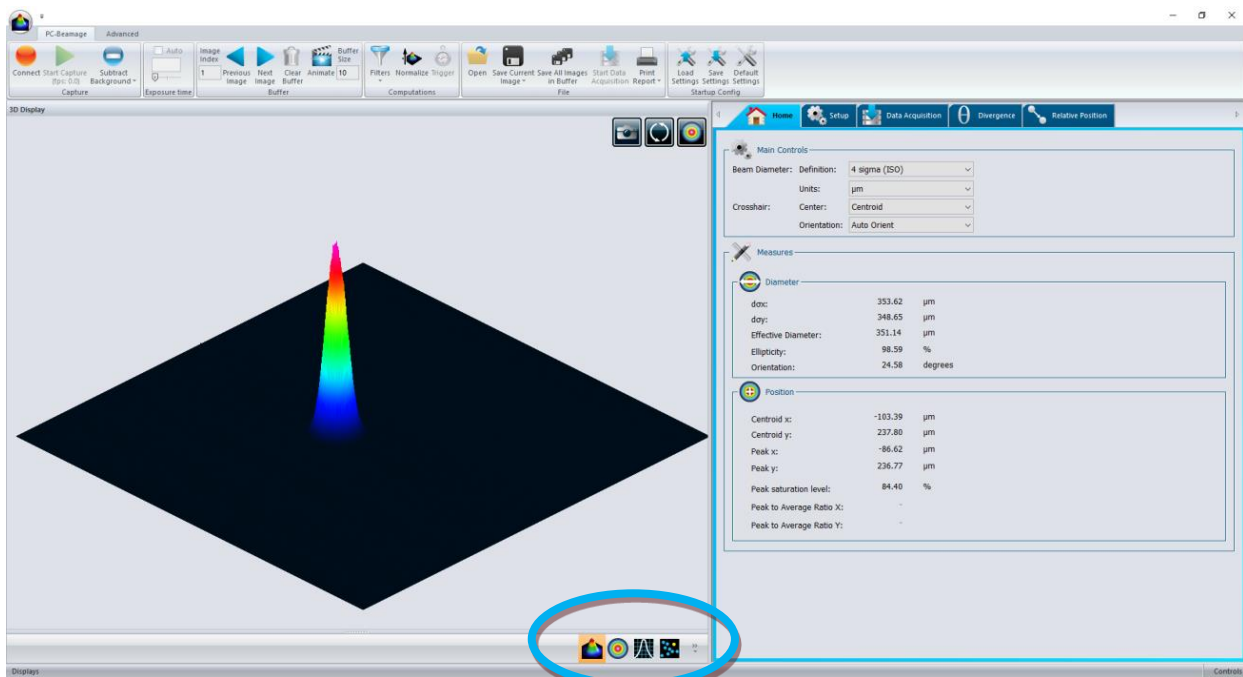 PC-Beamage Advanced
Connect Start Capture (fps: 0.0) Subtract Background
Capture
Auto
Exposure time
Image Index 1 Previous Image Next Image Clear Buffer Animate Buffer Size 10
Buffer
Filters Normalize Trigger
Computations
Open Save Current Image Save All Images in Buffer Start Data Acquisition Print Report
File
Load Settings Save Settings Default Settings
Startup Config
3D Display
Home Setup Data Acquisition θ Divergence Relative Position
Main Controls
Beam Diameter: Definition: 4 sigma (ISO)
Units: µm
Crosshair: Center: Centroid
Orientation: Auto Orient
Measures
Diameter
dσx: 353.62 µm
dσy: 348.65 µm
Effective Diameter: 351.14 µm
Ellipticity: 98.59 %
Orientation: 24.58 degrees
Position
Centroid x: -103.39 µm
Centroid y: 237.80 µm
Peak x: -86.62 µm
Peak y: 236.77 µm
Peak saturation level: 84.40 %
Peak to Average Ratio X: -
Peak to Average Ratio Y: -
Displays
Controls